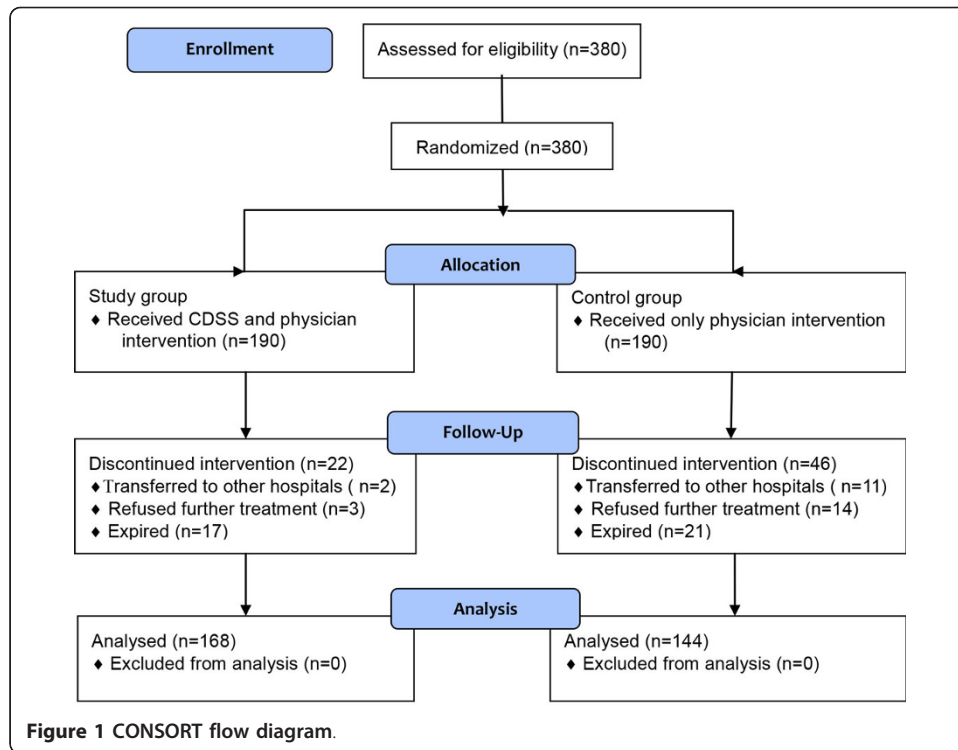 Enrollment
Assessed for eligibility (n=380)
Randomized (n=380)
Allocation
Study group
♦ Received CDSS and physician
intervention (n=190)
Control group
♦ Received only physician intervention
(n=190)
Follow-Up
Discontinued intervention (n=22)
♦Transferred to other hospitals ( n=2)
♦ Refused further treatment (n=3)
♦ Expired (n=17)
Discontinued intervention (n=46)
♦ Transferred to other hospitals ( n=11)
♦ Refused further treatment (n=14)
♦ Expired (n=21)
Analysis
Analysed (n=168)
♦ Excluded from analysis (n=0)
Analysed (n=144)
♦ Excluded from analysis (n=0)
Figure 1 CONSORT flow diagram.